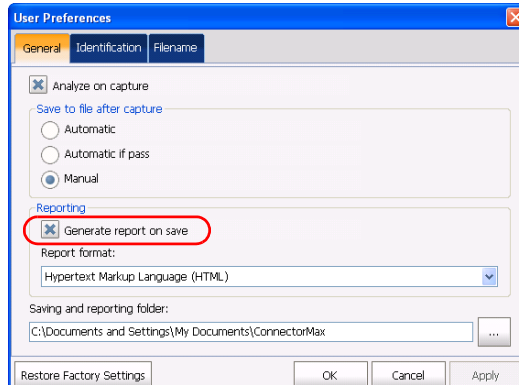 User Preferences
General Identification Filename
Analyze on capture
Save to file after capture
Automatic
Automatic if pass
Manual
Reporting
Generate report on save
Report format:
Hypertext Markup Language (HTML)
Saving and reporting folder:
C:\Documents and Settings\My Documents\ConnectorMax ...
Restore Factory Settings OK Cancel Apply